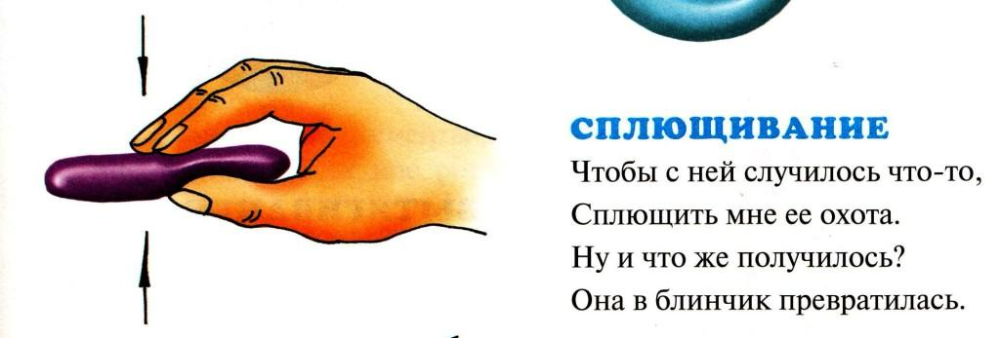 СПЛЮЩИВАНИЕ
Чтобы с ней случилось что-то,
Сплющить мне ее охота.
Ну и что же получилось?
Она в блинчик превратилась.